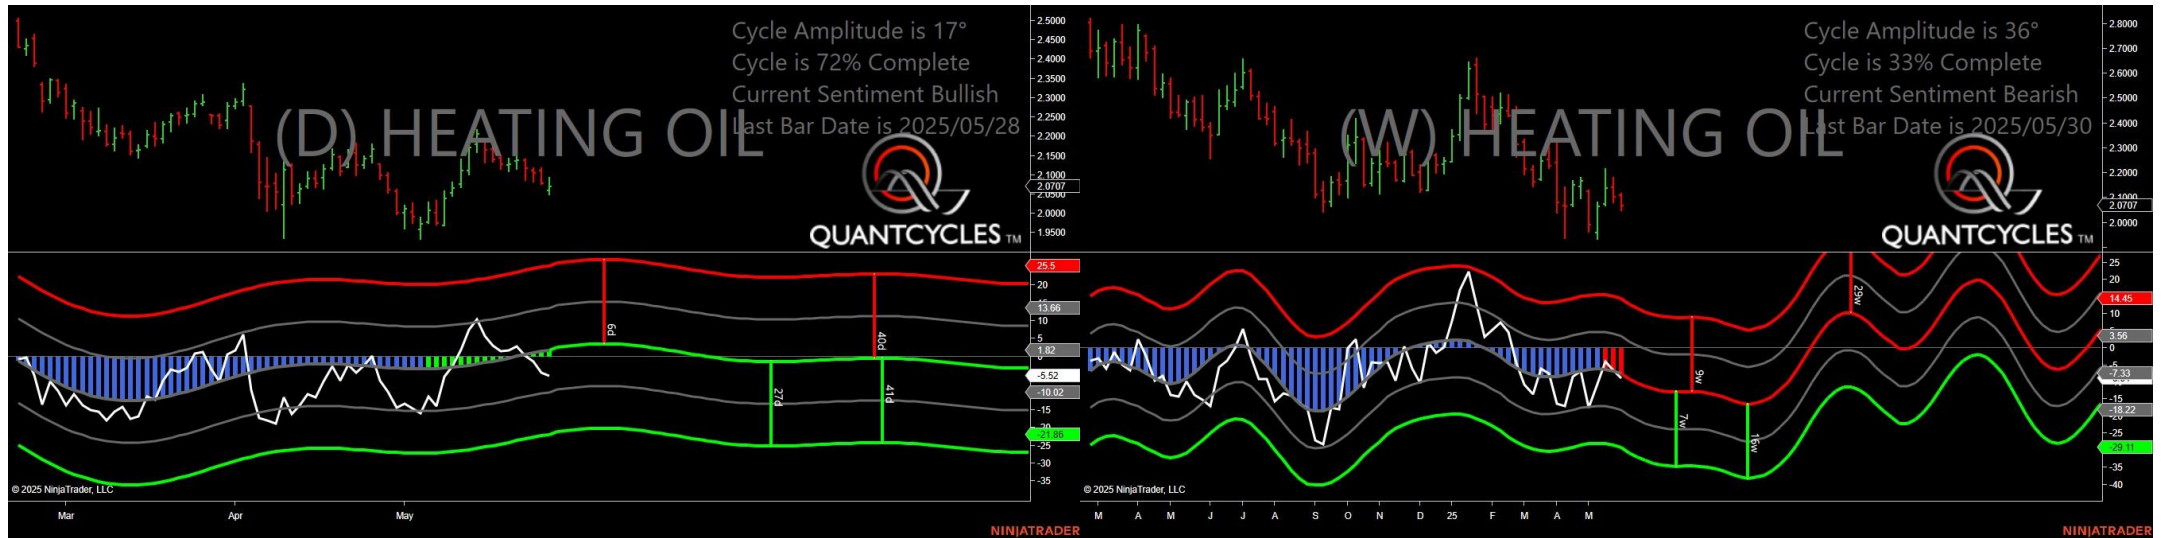 Cycle Amplitude is 17°
Cycle is 72% Complete
Current Sentiment Bullish
Last Bar Date is 2025/05/28
(D) HEATING OIL
QUANTCYCLES TM
2.5000
2.4500
2.4000
2.3500
2.3000
2.2500
2.2000
2.1500
2.1000
2.0707
2.0500
2.0000
1.9500
25.5
20
13.66
10
5
1.82
-5.52
-10.02
-15
-20
-21.86
-25
-30
-35
6d
27d
40d
41d
© 2025 NinjaTrader, LLC
Mar
Apr
May
NINJATRADER
Cycle Amplitude is 36°
Cycle is 33% Complete
Current Sentiment Bearish
Last Bar Date is 2025/05/30
(W) HEATING OIL
QUANTCYCLES TM
2.8000
2.7000
2.6000
2.5000
2.4000
2.3000
2.2000
2.1000
2.0707
2.0000
25
20
14.45
10
3.56
0
-7.33
-15
-18.22
-25
-29.11
-35
-40
9w
7w
16w
29w
© 2025 NinjaTrader, LLC
M A M J J A S O N D 25 F M A M
NINJATRADER